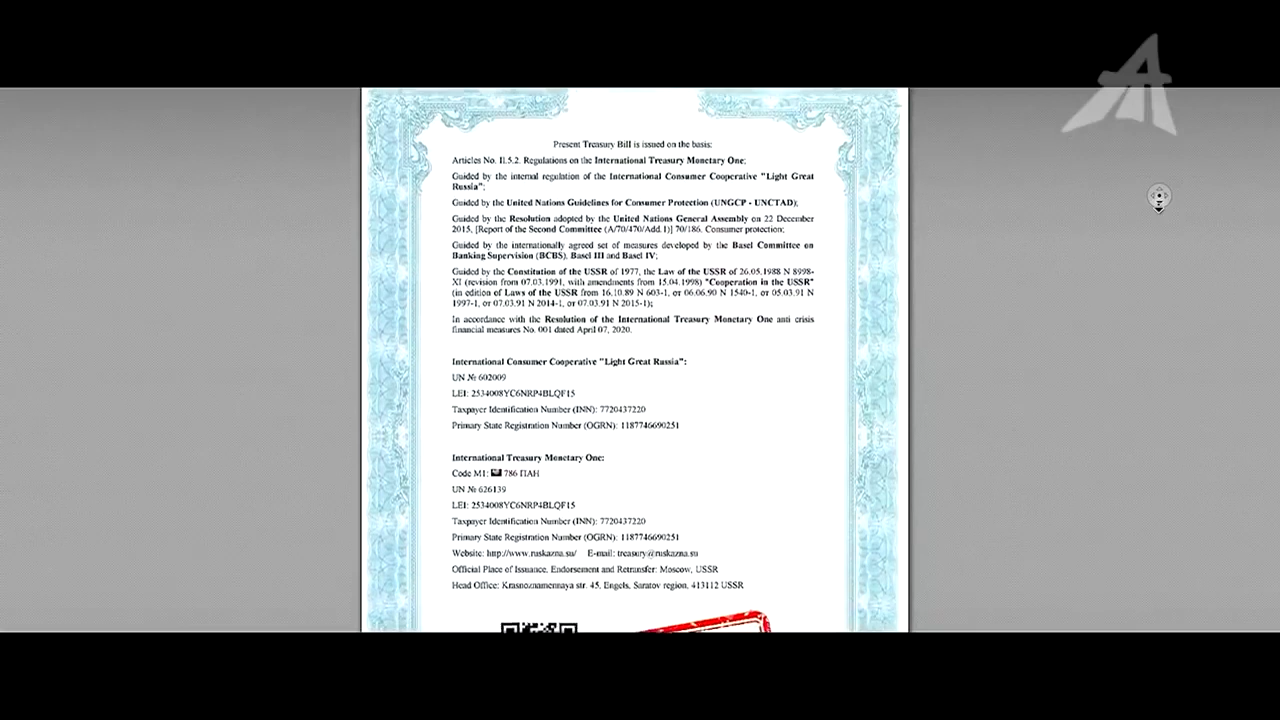 Present Treasury Bill is issued on the basis:
Articles No. II.5.2. Regulations on the International Treasury Monetary One;
Guided by the internal regulation of the International Consumer Cooperative "Light Great
Russia";
Guided by the United Nations Guidelines for Consumer Protection (UNGCP - UNCTAD);
Guided by the Resolution adopted by the United Nations General Assembly on 22 December
2015, [Report of the Second Committee (A/70/470/Add.1)] 70/186. Consumer protection;
Guided by the internationally agreed set of measures developed by the Basel Committee on
Banking Supervision (BCBS), Basel III and Basel IV;
Guided by the Constitution of the USSR of 1977, the Law of the USSR of 26.05.1988 N 8998-
XI (revision from 07.03.1991, with amendments from 15.04.1998) "Cooperation in the USSR"
(in edition of Laws of the USSR from 16.10.89 N 603-1, or 06.06.90 N 1540-1, or 05.03.91 N
1997-1, or 07.03.91 N 2014-1, or 07.03.91 N 2015-1);
In accordance with the Resolution of the International Treasury Monetary One anti crisis
financial measures No. 001 dated April 07, 2020.
International Consumer Cooperative "Light Great Russia":
UN № 602009
LEI: 2534008YC6NRP4BLQF15
Taxpayer Identification Number (INN): 7720437220
Primary State Registration Number (OGRN): 1187746690251
International Treasury Monetary One:
Code M1: 786 ПАН
UN № 626139
LEI: 2534008YC6NRP4BLQF15
Taxpayer Identification Number (INN): 7720437220
Primary State Registration Number (OGRN): 1187746690251
Website: http://www.ruskazna.su/ E-mail: treasury@ruskazna.su
Official Place of Issuance, Endorsement and Retransfer: Moscow, USSR
Head Office: Krasnoznamennaya str. 45, Engels, Saratov region, 413112 USSR